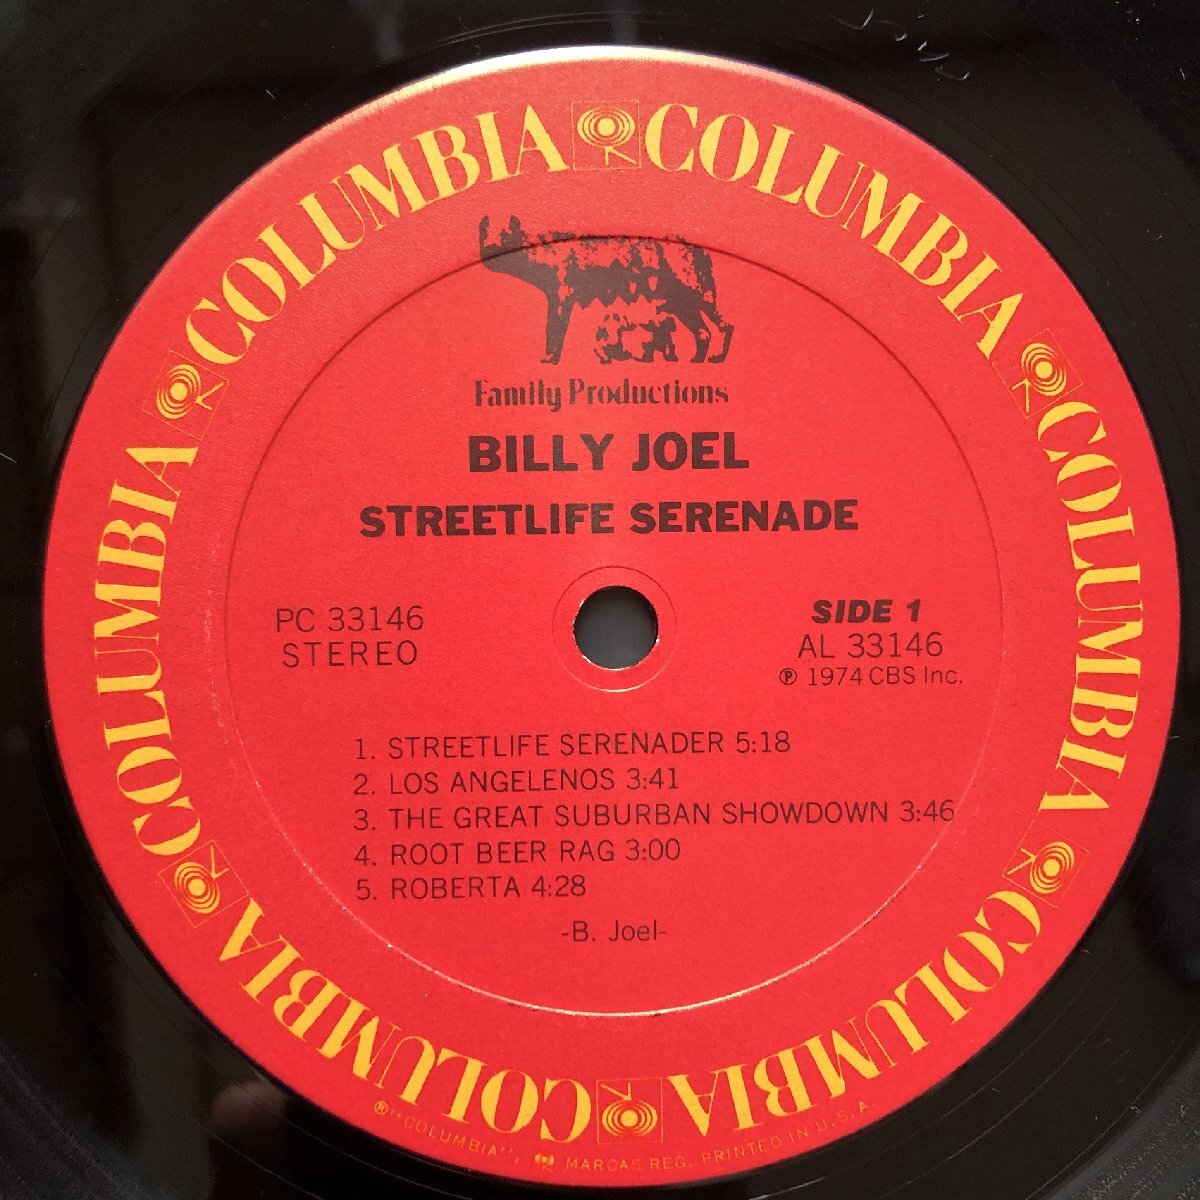 COLUMBIA COLUMBIA COLUMBIA COLUMBIA COLUMBIA COLUMBIA
Family Productions
BILLY JOEL
STREETLIFE SERENADE
PC 33146
STEREO
SIDE 1
AL 33146
℗ 1974 CBS Inc.
1. STREETLIFE SERENADER 5:18
2. LOS ANGELENOS 3:41
3. THE GREAT SUBURBAN SHOWDOWN 3:46
4. ROOT BEER RAG 3:00
5. ROBERTA 4:28
-B. Joel-
®"COLUMBIA", MARCAS REG. PRINTED IN U.S.A.